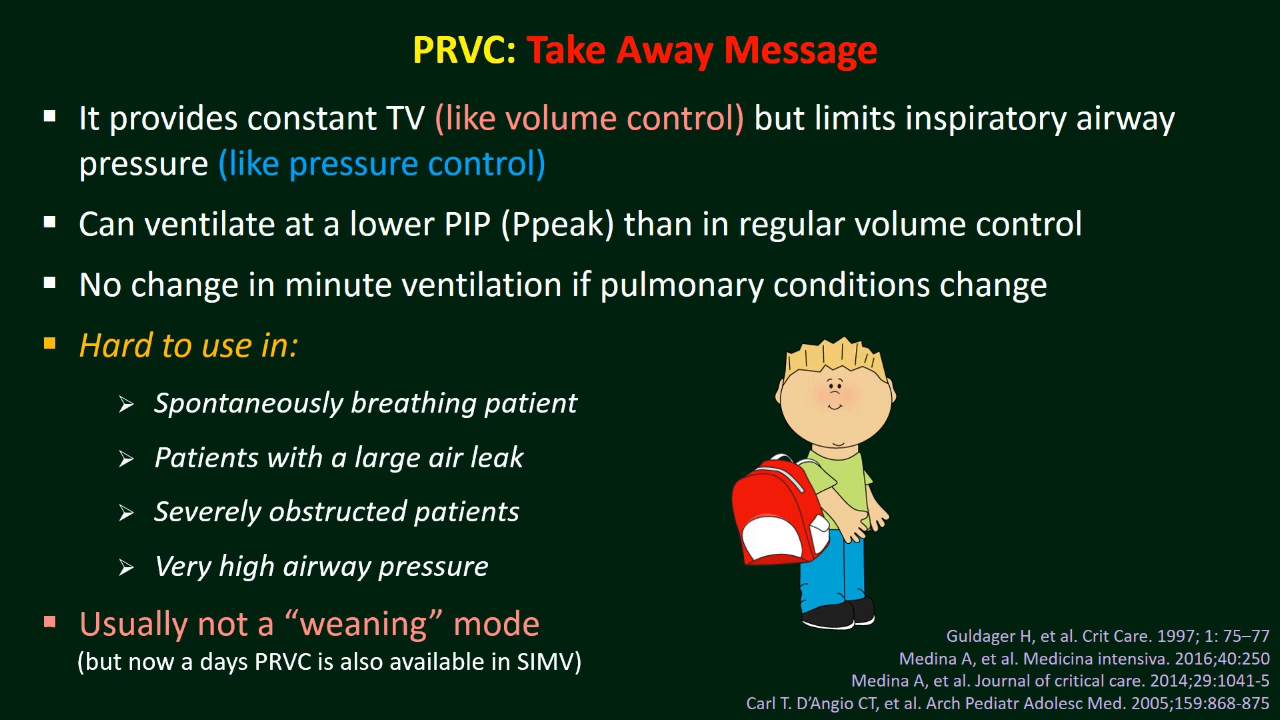 PRVC: Take Away Message
▪ It provides constant TV (like volume control) but limits inspiratory airway
pressure (like pressure control)
▪ Can ventilate at a lower PIP (Ppeak) than in regular volume control
▪ No change in minute ventilation if pulmonary conditions change
▪ Hard to use in:
➢ Spontaneously breathing patient
➢ Patients with a large air leak
➢ Severely obstructed patients
➢ Very high airway pressure
▪ Usually not a “weaning” mode
(but now a days PRVC is also available in SIMV)
Guldager H, et al. Crit Care. 1997; 1: 75–77
Medina A, et al. Medicina intensiva. 2016;40:250
Medina A, et al. Journal of critical care. 2014;29:1041-5
Carl T. D’Angio CT, et al. Arch Pediatr Adolesc Med. 2005;159:868-875